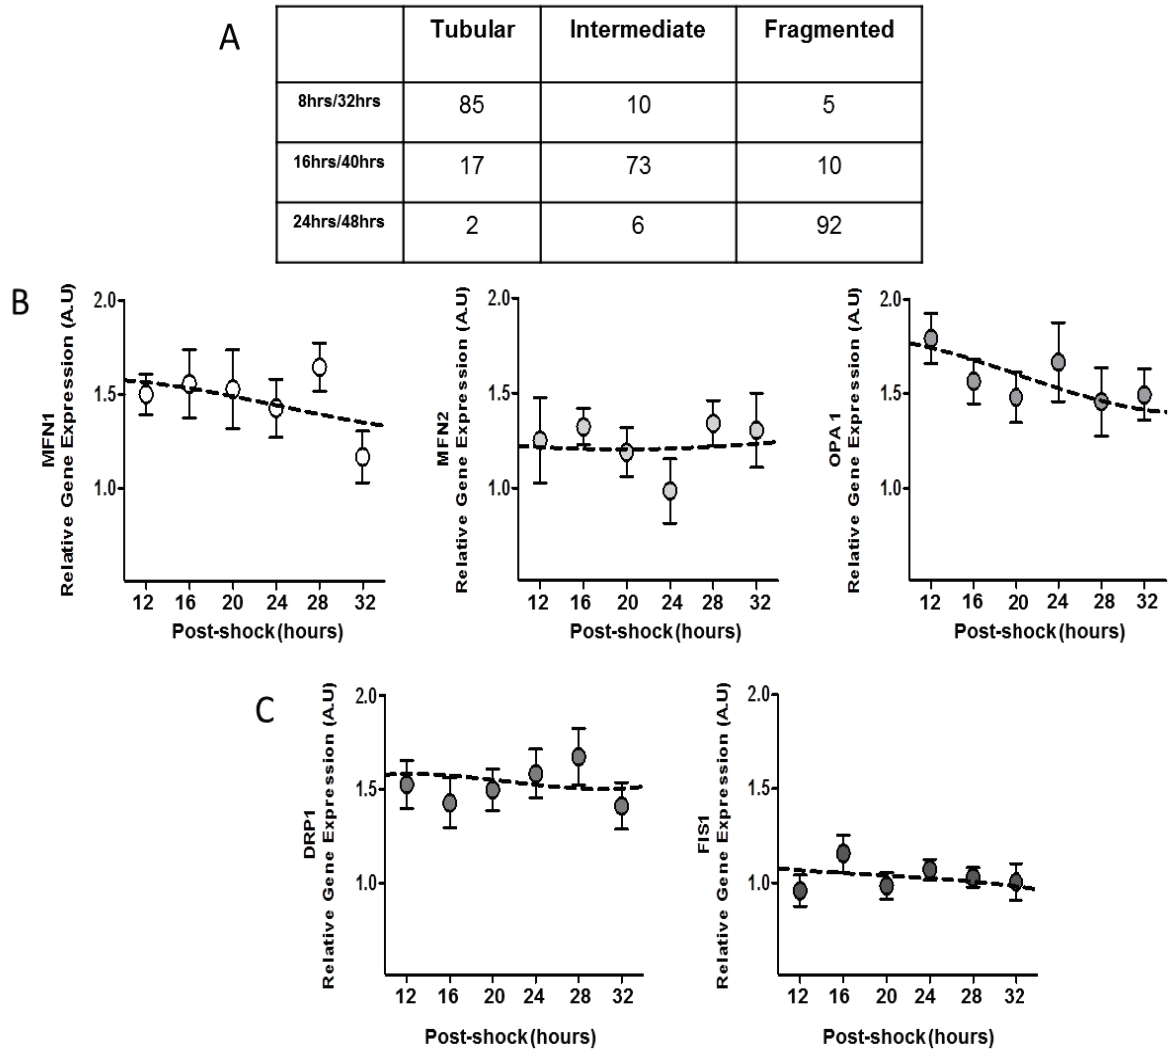 A
Tubular Intermediate Fragmented
8hrs/32hrs 85 10 5
16hrs/40hrs 17 73 10
24hrs/48hrs 2 6 92
B
MFN1
Relative Gene Expression (A.U)
2.0
1.5
1.0
12 16 20 24 28 32
Post-shock (hours)
MFN2
Relative Gene Expression (A.U)
2.0
1.5
1.0
12 16 20 24 28 32
Post-shock (hours)
OPA 1
Relative Gene Expression (A.U)
2.0
1.5
1.0
12 16 20 24 28 32
Post-shock (hours)
C
DRP1
Relative Gene Expression (A.U)
2.0
1.5
1.0
12 16 20 24 28 32
Post-shock (hours)
FIS1
Relative Gene Expression (A.U)
2.0
1.5
1.0
12 16 20 24 28 32
Post-shock (hours)